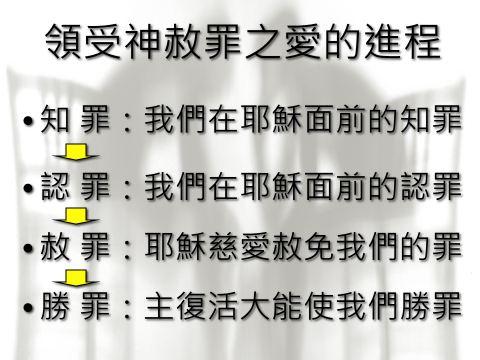 領受神赦罪之愛的進程
•知 罪：我們在耶穌面前的知罪
•認 罪：我們在耶穌面前的認罪
•赦 罪：耶穌慈愛赦免我們的罪
•勝 罪：主復活大能使我們勝罪